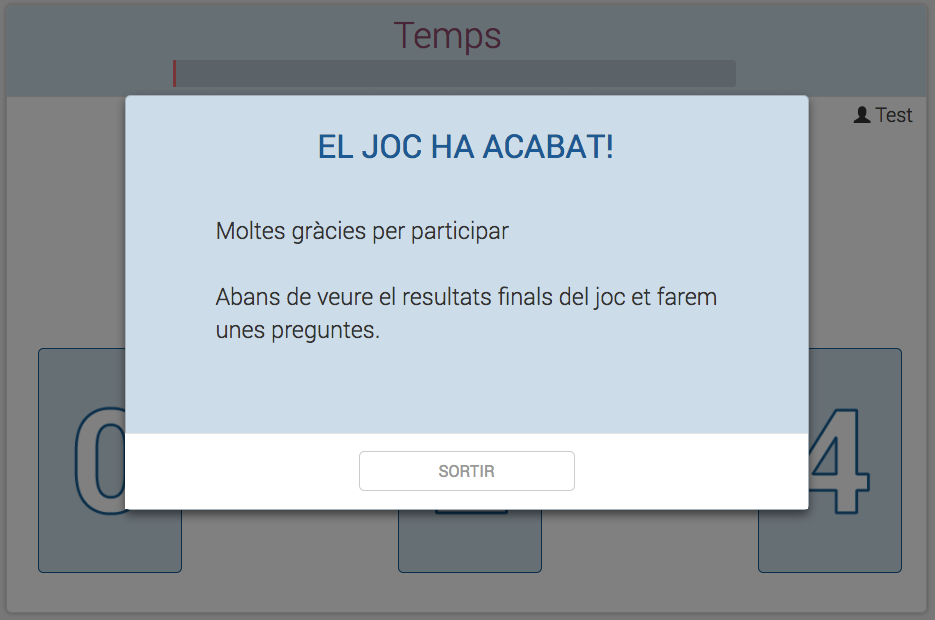 Temps
Test
EL JOC HA ACABAT!
Moltes gràcies per participar
Abans de veure el resultats finals del joc et farem
unes preguntes.
0
4
SORTIR